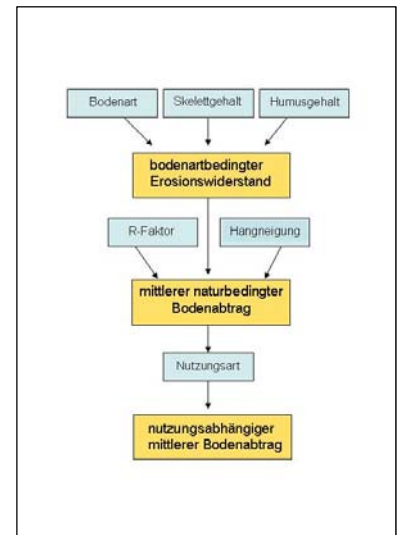 Bodenart
Skelettgehalt
Humusgehalt
bodenartbedingter
Erosionswiderstand
R-Faktor
Hangneigung
mittlerer naturbedingter
Bodenabtrag
Nutzungsart
nutzungsabhängiger
mittlerer Bodenabtrag